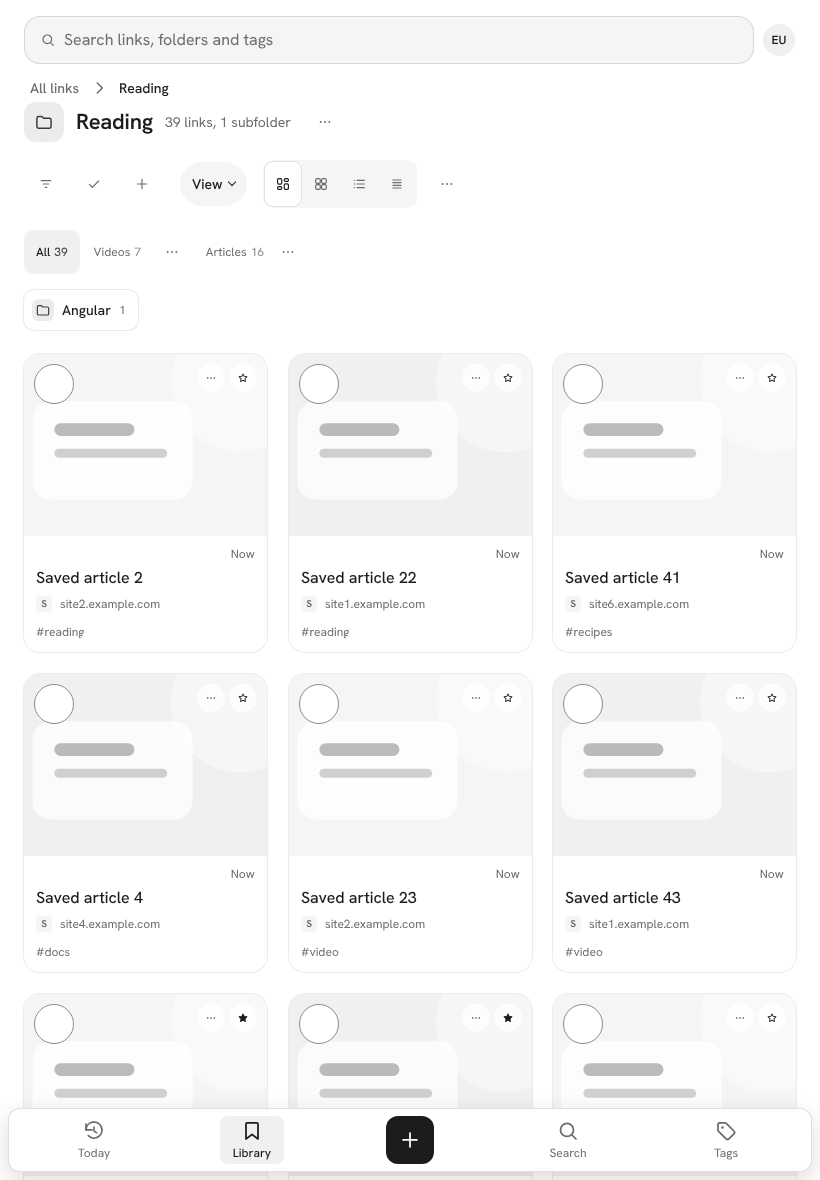 Search links, folders and tags
EU
All links > Reading
Reading 39 links, 1 subfolder ...
View ...
All 39 Videos 7 ... Articles 16 ...
Angular 1
Now Now Now
Saved article 2 Saved article 22 Saved article 41
S site2.example.com S site1.example.com S site6.example.com
#reading #reading #recipes
Now Now Now
Saved article 4 Saved article 23 Saved article 43
S site4.example.com S site2.example.com S site1.example.com
#docs #video #video
Today Library Search Tags